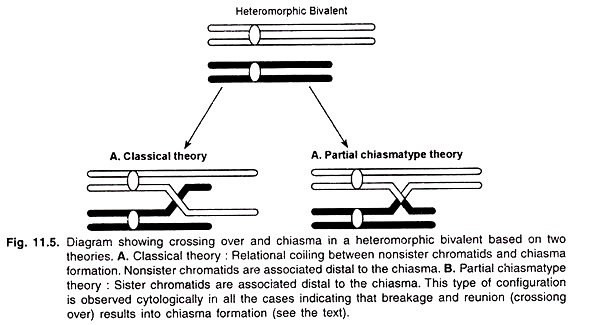 Heteromorphic Bivalent
A. Classical theory
A. Partial chiasmatype theory
Fig. 11.5. Diagram showing crossing over and chiasma in a heteromorphic bivalent based on two
theories. A. Classical theory : Relational coiling between nonsister chromatids and chiasma
formation. Nonsister chromatids are associated distal to the chiasma. B. Partial chiasmatype
theory : Sister chromatids are associated distal to the chiasma. This type of configuration
is observed cytologically in all the cases indicating that breakage and reunion (crossiong
over) results into chiasma formation (see the text).